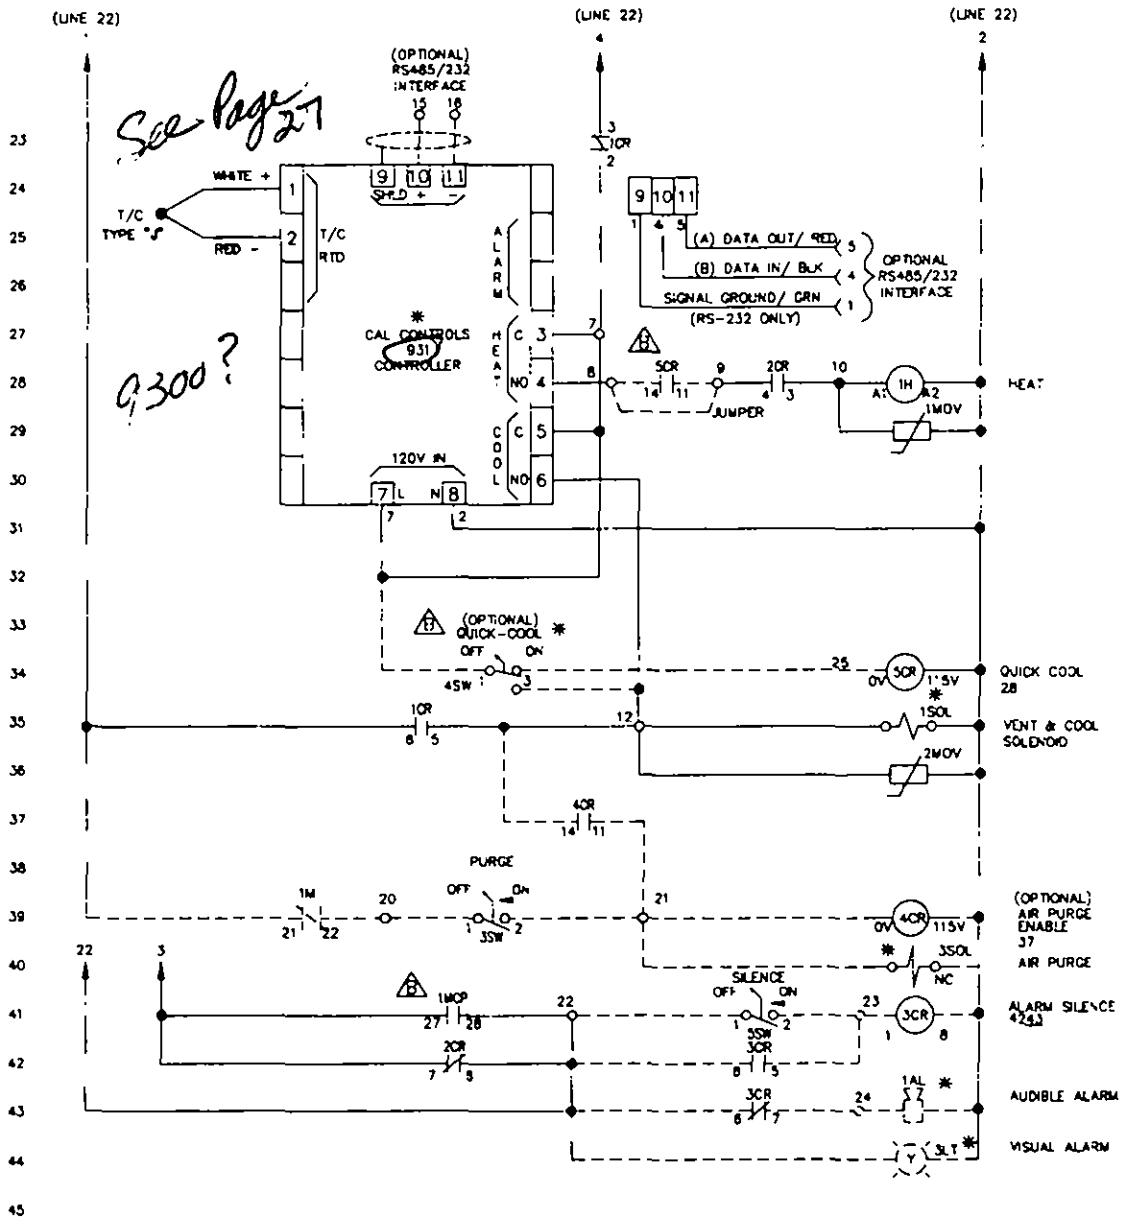 (LINE 22)
(LINE 22)
(LINE 22)
4
2
(OPTIONAL)
RS485/232
INTERFACE
15 16
See Page 27
23
3
1CR
2
WHITE +
1
9 10 11
SHLD + -
24
9 10 11
1 4 5
T/C
TYPE "J"
25
RED -
2
T/C
RTD
ALARM
(A) DATA OUT/ RED
5
(B) DATA IN/ BLK
4
OPTIONAL
RS485/232
INTERFACE
26
SIGNAL GROUND/ GRN
1
(RS-232 ONLY)
27
*
CAL CONTROLS
931
CONTROLLER
HEAT
C 3
7
9300?
28
NO 4
8
5CR
14 11
9
2CR
4 3
10
A1
1H
A2
HEAT
JUMPER
1MOV
29
COOL
C 5
120V IN
30
NO 6
7 L
N 8
7
2
31
32
33
(OPTIONAL)
QUICK-COOL *
OFF ON
34
4SW
1
3
25
0V
5CR
115V
*
QUICK COOL
28
35
1CR
6 5
12
1SOL
VENT & COOL
SOLENOID
36
2MOV
37
4CR
14 11
38
PURGE
OFF ON
39
1M
21 22
20
1 2
3SW
21
0V
4CR
115V
(OPTIONAL)
AIR PURGE
ENABLE
37
22
3
40
*
3SOL
NC
AIR PURGE
SILENCE
OFF ON
41
1MCP
27 28
22
1 2
5SW
23
1
3CR
8
ALARM SILENCE
42 43
42
2CR
7 8
3CR
8 5
43
3CR
6 7
24
1AL *
AUDIBLE ALARM
44
Y
3LT *
VISUAL ALARM
45